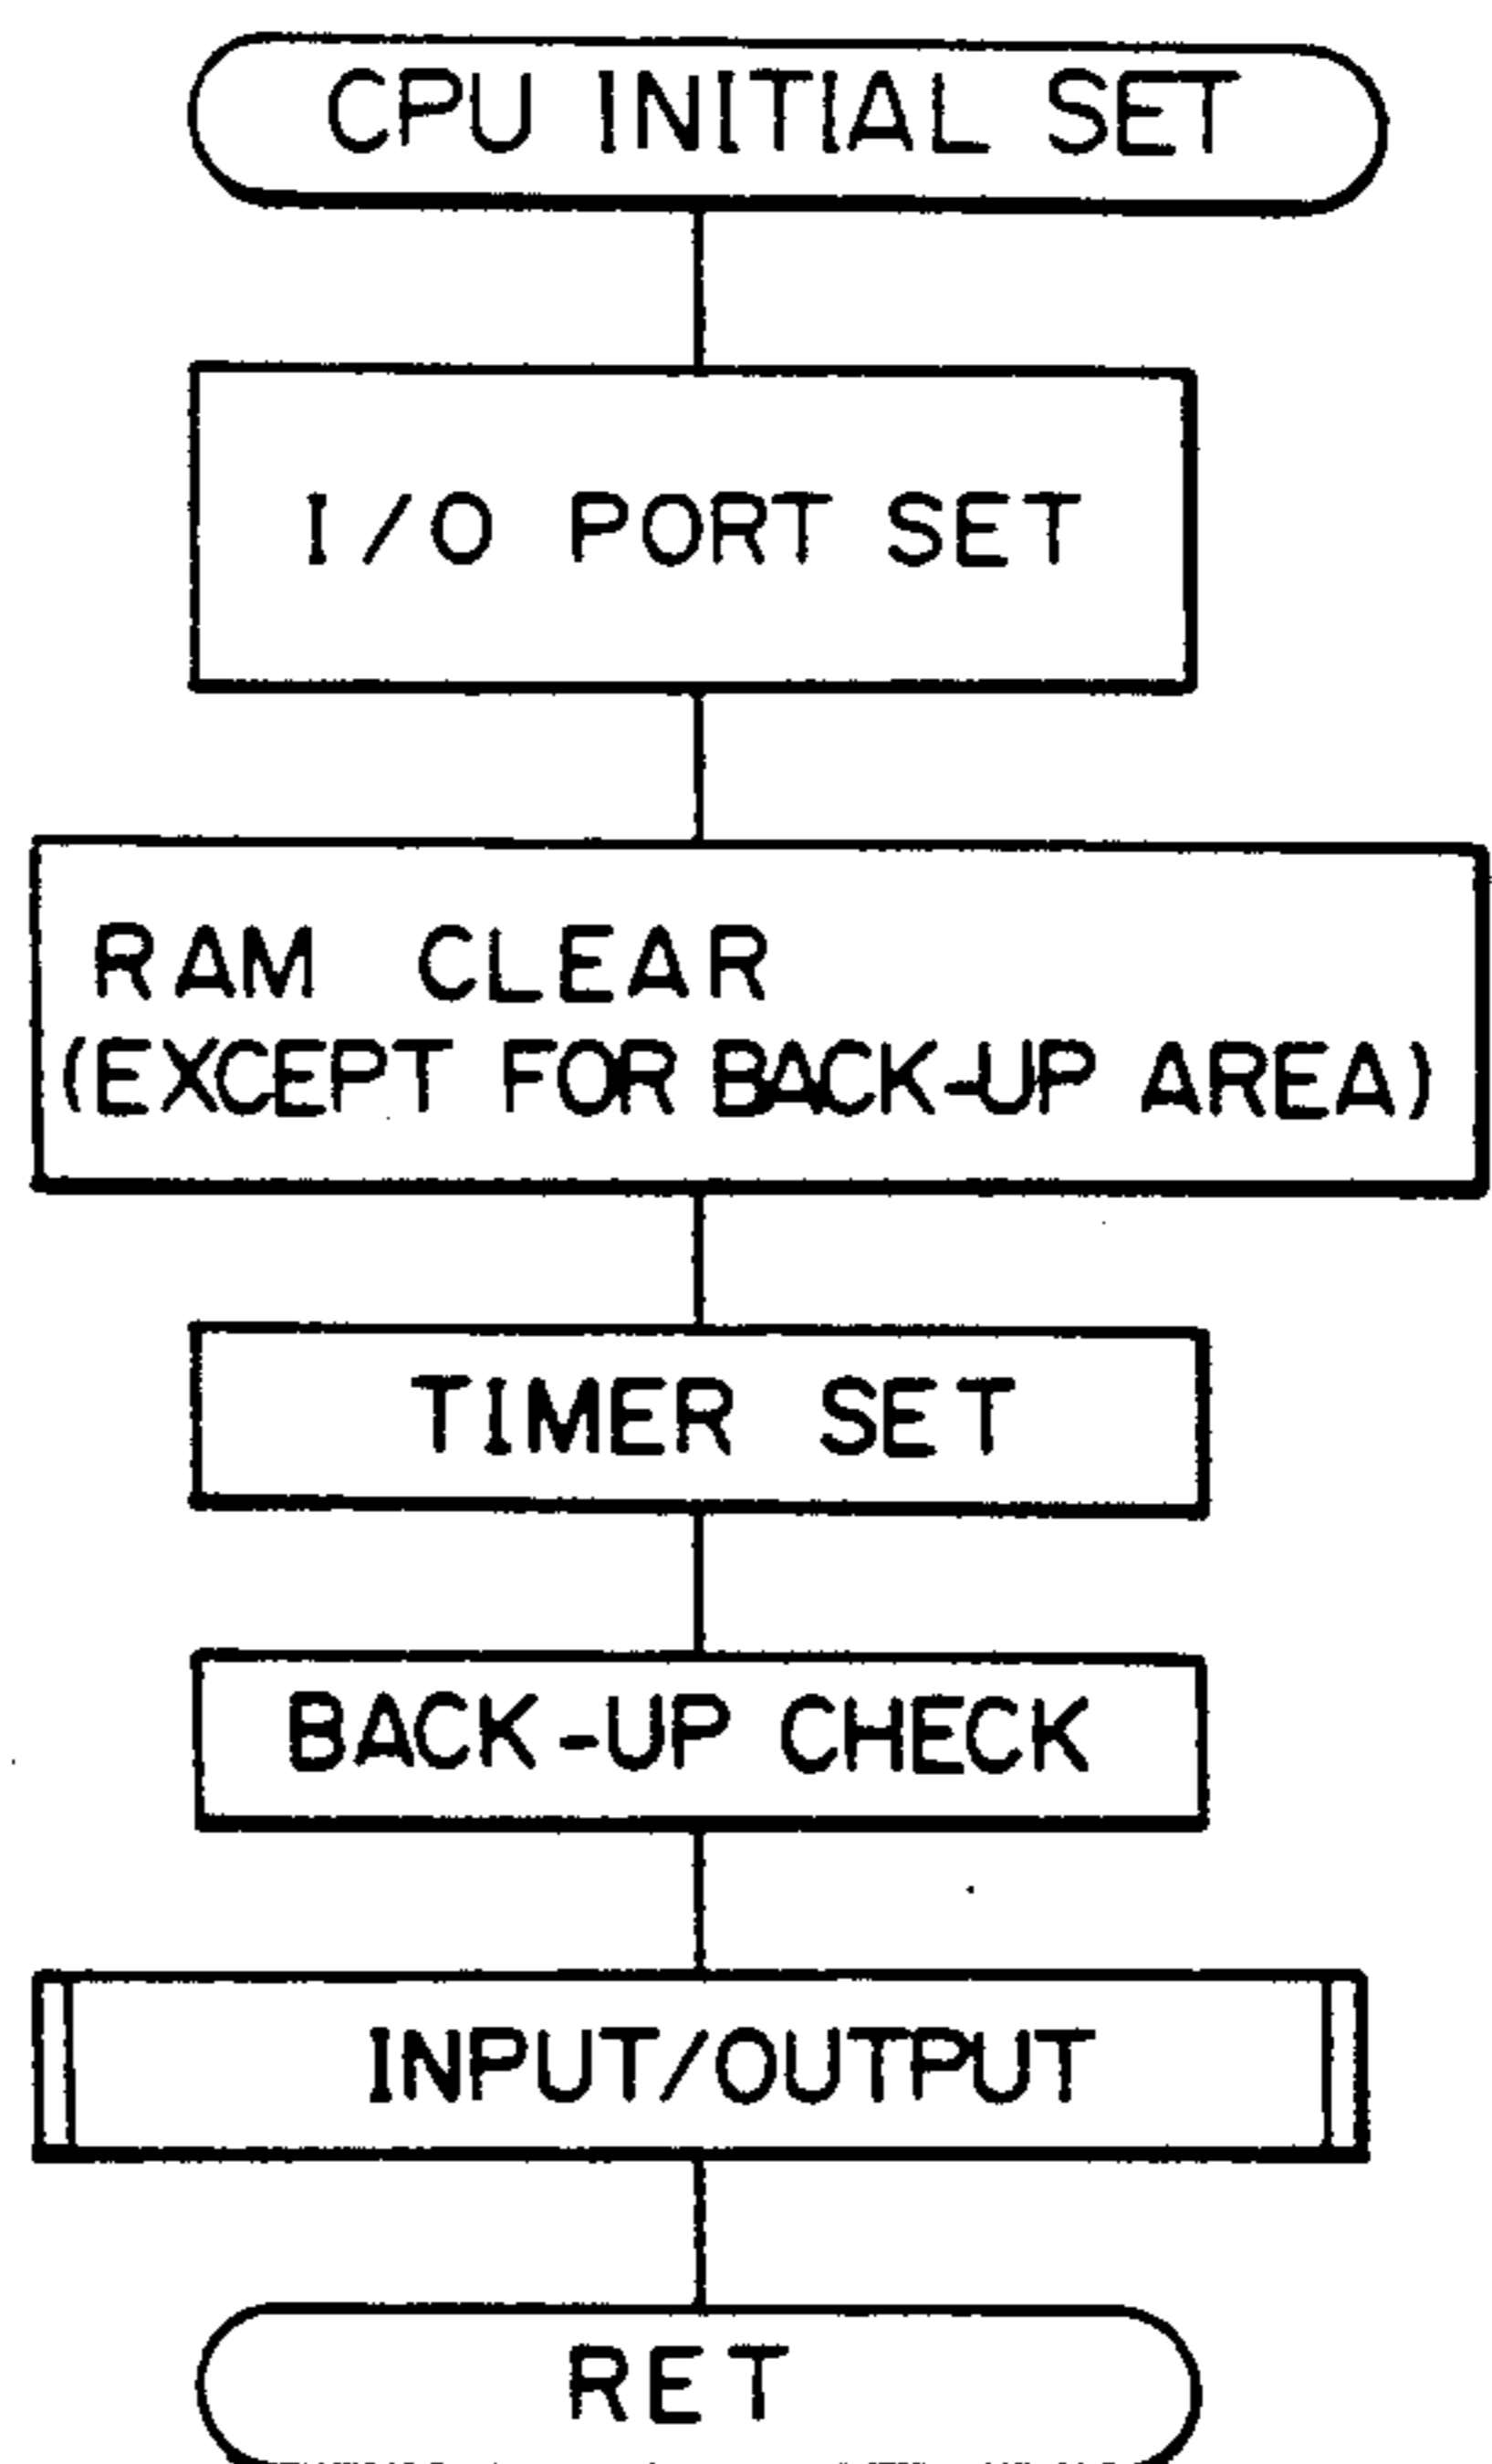 CPU INITIAL SET
I/O PORT SET
RAM CLEAR
(EXCEPT FOR BACK-UP AREA)
TIMER SET
BACK-UP CHECK
INPUT/OUTPUT
RET